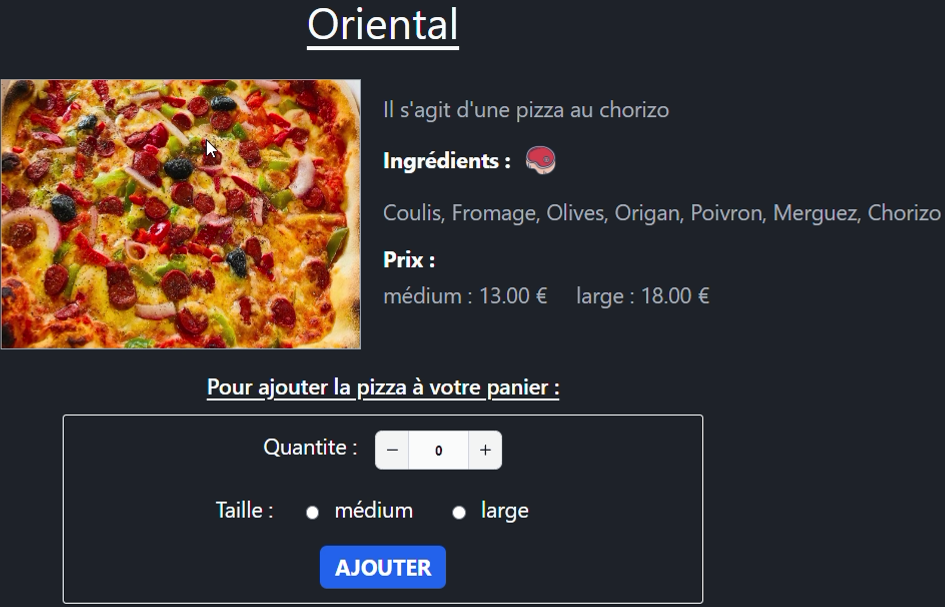 Oriental
Il s'agit d'une pizza au chorizo
Ingrédients :
Coulis, Fromage, Olives, Origan, Poivron, Merguez, Chorizo
Prix :
médium : 13.00 € large : 18.00 €
Pour ajouter la pizza à votre panier :
Quantite : − 0 +
Taille : médium large
AJOUTER